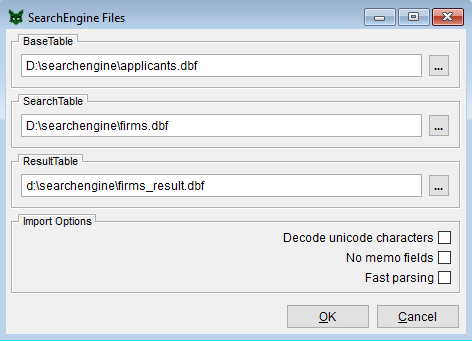 SearchEngine Files
BaseTable
D:\searchengine\applicants.dbf
...
SearchTable
D:\searchengine\firms.dbf
...
ResultTable
d:\searchengine\firms_result.dbf
...
Import Options
Decode unicode characters
No memo fields
Fast parsing
OK Cancel